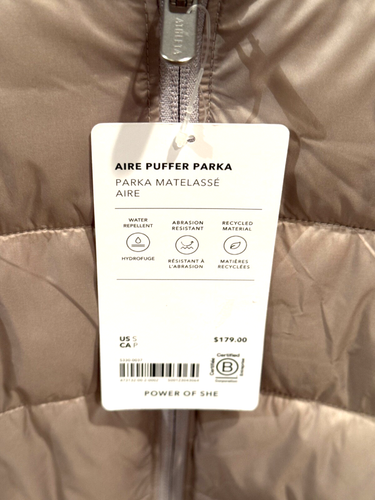 ATHLETA
AIRE PUFFER PARKA
PARKA MATELASSÉ
AIRE
WATER
REPELLENT
HYDROFUGE
ABRASION
RESISTANT
RÉSISTANT À
L'ABRASION
RECYCLED
MATERIAL
MATIÈRES
RECYCLÉES
US S
CA P
$179.00
Certified
B
Corporation
POWER OF SHE